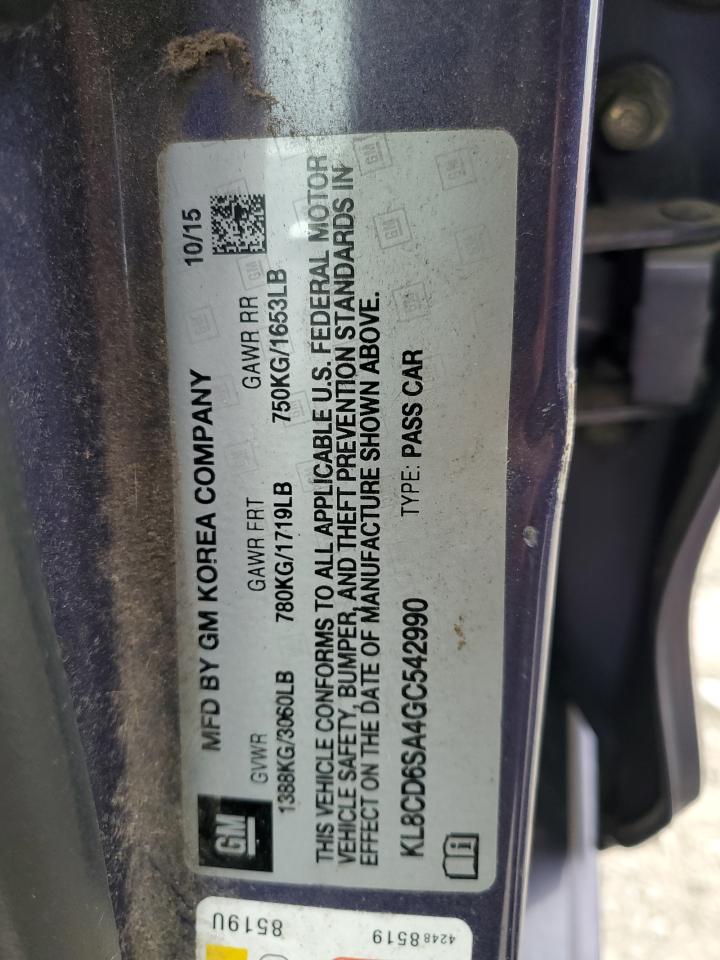 MFD BY GM KOREA COMPANY 10/15
GM
GVWR GAWR FRT GAWR RR
1388KG/3060LB 780KG/1719LB 750KG/1653LB
THIS VEHICLE CONFORMS TO ALL APPLICABLE U.S. FEDERAL MOTOR
VEHICLE SAFETY, BUMPER, AND THEFT PREVENTION STANDARDS IN
EFFECT ON THE DATE OF MANUFACTURE SHOWN ABOVE.
KL8CD6SA4GC542990 TYPE: PASS CAR
8519U
42488519